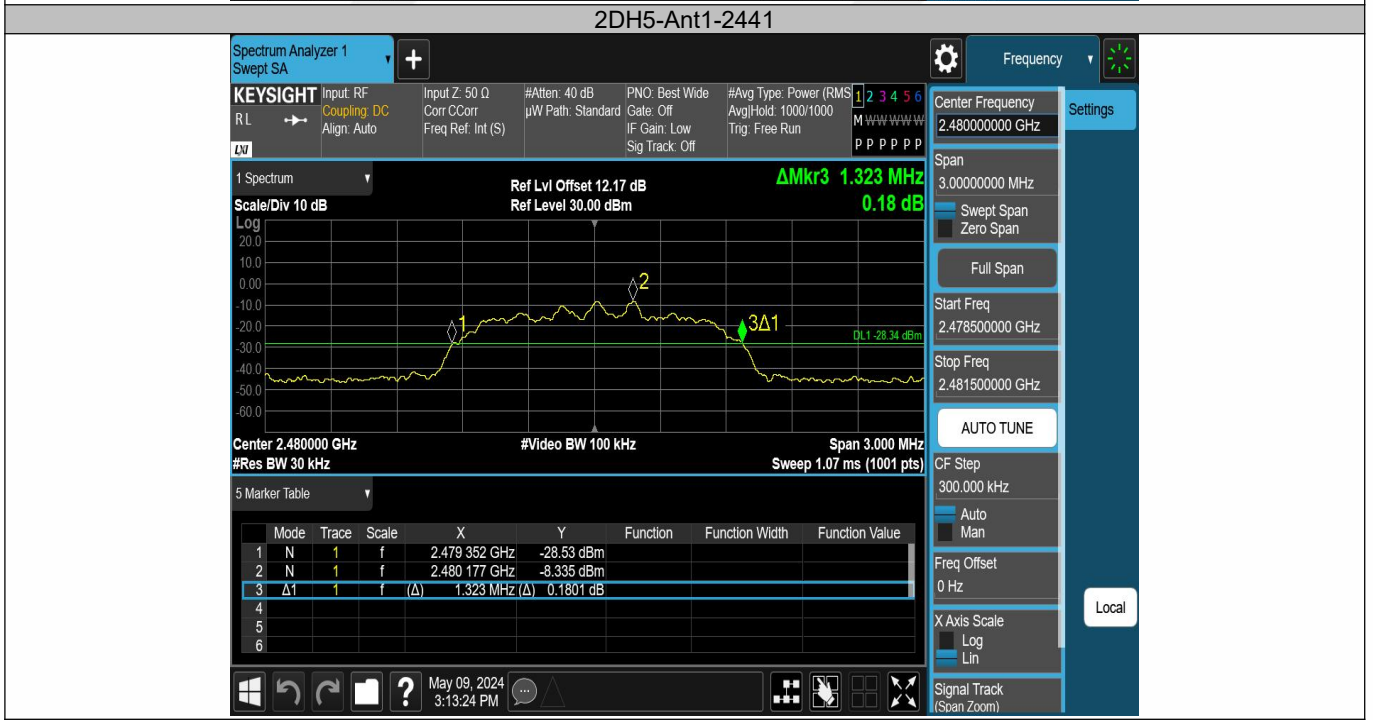 2DH5-Ant1-2441
Spectrum Analyzer 1
Swept SA
+
Frequency
KEYSIGHT
RL
LXI
Input: RF
Coupling: DC
Align: Auto
Input Z: 50 Ω
Corr CCorr
Freq Ref: Int (S)
#Atten: 40 dB
µW Path: Standard
PNO: Best Wide
Gate: Off
IF Gain: Low
Sig Track: Off
#Avg Type: Power (RMS
Avg|Hold: 1000/1000
Trig: Free Run
1 2 3 4 5 6
M W W W W W
P P P P P P
1 Spectrum
Scale/Div 10 dB
Ref Lvl Offset 12.17 dB
Ref Level 30.00 dBm
ΔMkr3 1.323 MHz
0.18 dB
Log
20.0
10.0
0.00
-10.0
-20.0
-30.0
-40.0
-50.0
-60.0
1
2
3Δ1
DL1 -28.34 dBm
Center 2.480000 GHz
#Video BW 100 kHz
Span 3.000 MHz
#Res BW 30 kHz
Sweep 1.07 ms (1001 pts)
5 Marker Table
Mode Trace Scale X Y Function Function Width Function Value
1 N 1 f 2.479 352 GHz -28.53 dBm
2 N 1 f 2.480 177 GHz -8.335 dBm
3 Δ1 1 f (Δ) 1.323 MHz (Δ) 0.1801 dB
4
5
6
?
May 09, 2024
3:13:24 PM
Center Frequency
2.480000000 GHz
Settings
Span
3.00000000 MHz
Swept Span
Zero Span
Full Span
Start Freq
2.478500000 GHz
Stop Freq
2.481500000 GHz
AUTO TUNE
CF Step
300.000 kHz
Auto
Man
Freq Offset
0 Hz
X Axis Scale
Log
Lin
Local
Signal Track
(Span Zoom)